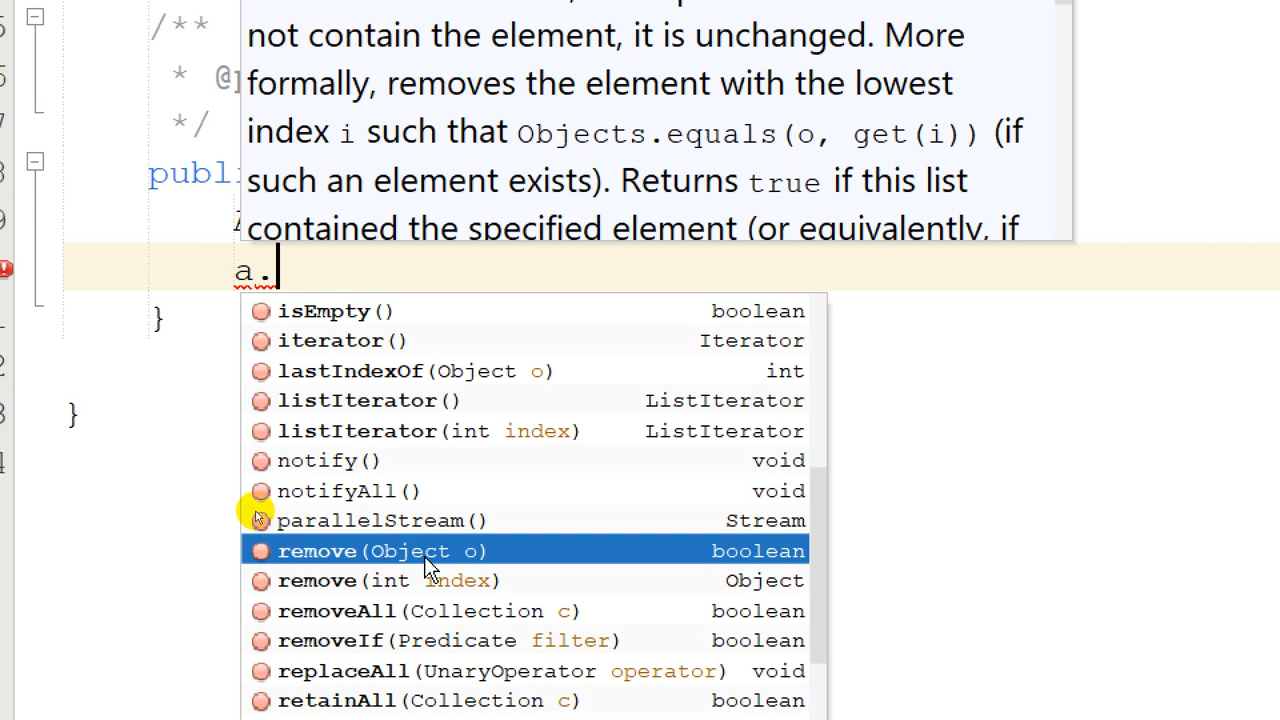 /**
not contain the element, it is unchanged. More
formally, removes the element with the lowest
* @
*/
index i such that Objects.equals(o, get(i)) (if
publi
such an element exists). Returns true if this list
contained the specified element (or equivalently, if
a.
}
isEmpty() boolean
iterator() Iterator
lastIndexOf(Object o) int
listIterator() ListIterator
listIterator(int index) ListIterator
notify() void
notifyAll() void
parallelStream() Stream
remove(Object o) boolean
remove(int index) Object
removeAll(Collection c) boolean
removeIf(Predicate filter) boolean
replaceAll(UnaryOperator operator) void
retainAll(Collection c) boolean
}